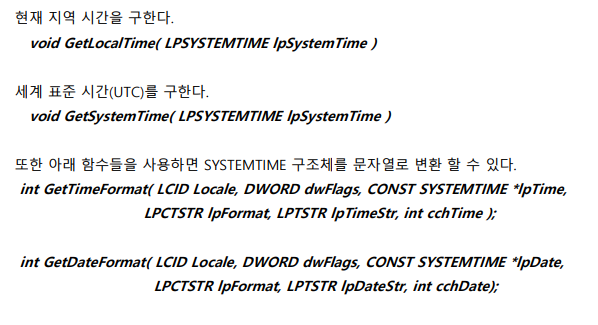 현재 지역 시간을 구한다.
void GetLocalTime( LPSYSTEMTIME lpSystemTime )
세계 표준 시간(UTC)를 구한다.
void GetSystemTime( LPSYSTEMTIME lpSystemTime )
또한 아래 함수들을 사용하면 SYSTEMTIME 구조체를 문자열로 변환 할 수 있다.
int GetTimeFormat( LCID Locale, DWORD dwFlags, CONST SYSTEMTIME *lpTime,
LPCTSTR lpFormat, LPTSTR lpTimeStr, int cchTime );
int GetDateFormat( LCID Locale, DWORD dwFlags, CONST SYSTEMTIME *lpDate,
LPCTSTR lpFormat, LPTSTR lpDateStr, int cchDate);